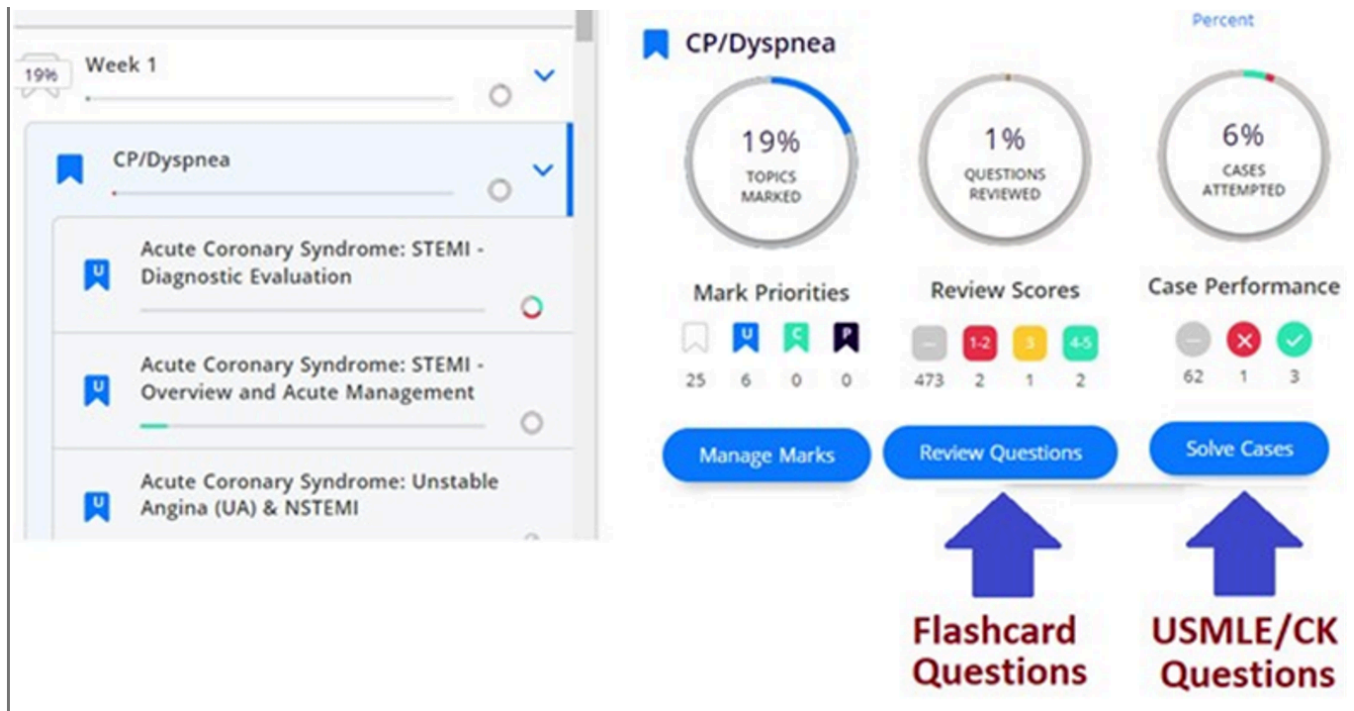 19%
Week 1
CP/Dyspnea
U
Acute Coronary Syndrome: STEMI -
Diagnostic Evaluation
U
Acute Coronary Syndrome: STEMI -
Overview and Acute Management
U
Acute Coronary Syndrome: Unstable
Angina (UA) & NSTEMI
Percent
CP/Dyspnea
19%
TOPICS
MARKED
1%
QUESTIONS
REVIEWED
6%
CASES
ATTEMPTED
Mark Priorities
U C P
25 6 0 0
Manage Marks
Review Scores
– 1-2 3 4-5
473 2 1 2
Review Questions
Case Performance
62 1 3
Solve Cases
Flashcard
Questions
USMLE/CK
Questions